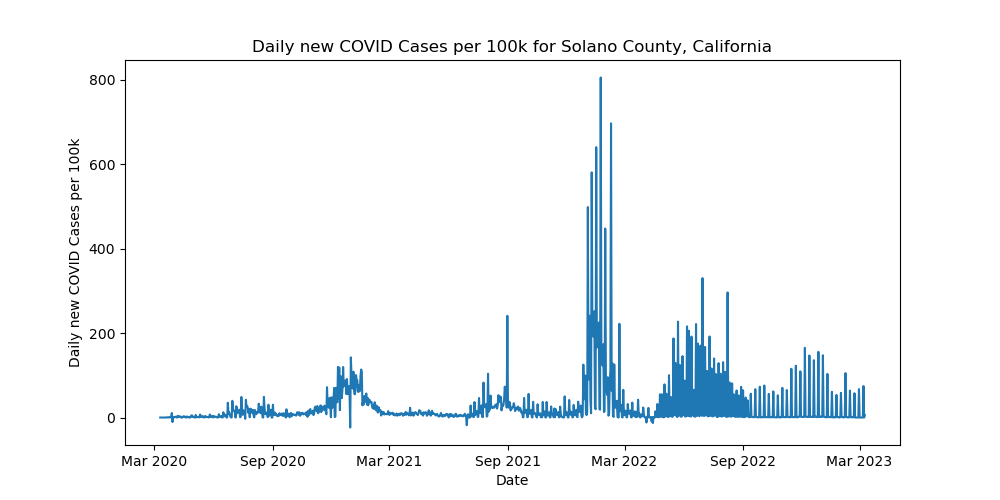 Daily new COVID Cases per 100k for Solano County, California
Daily new COVID Cases per 100k
800
600
400
200
0
Mar 2020 Sep 2020 Mar 2021 Sep 2021 Mar 2022 Sep 2022 Mar 2023
Date